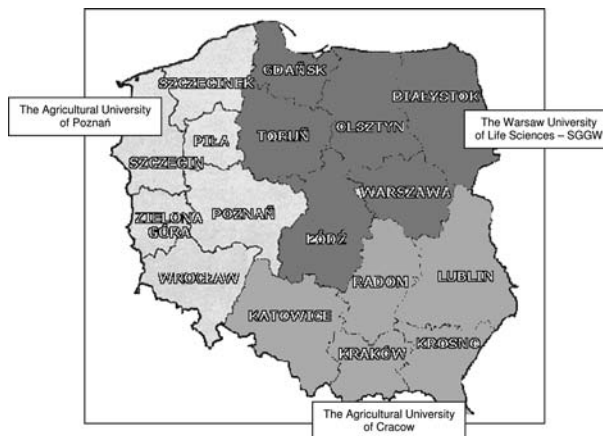 GDAŃSK
SZCZECINEK
BIAŁYSTOK
The Agricultural University
of Poznań
The Warsaw University
of Life Sciences – SGGW
TORUŃ
OLSZTYN
PIŁA
SZCZECIN
WARSZAWA
ZIELONA
GÓRA
POZNAŃ
ŁÓDŹ
WROCŁAW
RADOM
LUBLIN
KATOWICE
KRAKÓW
KROSNO
The Agricultural University
of Cracow